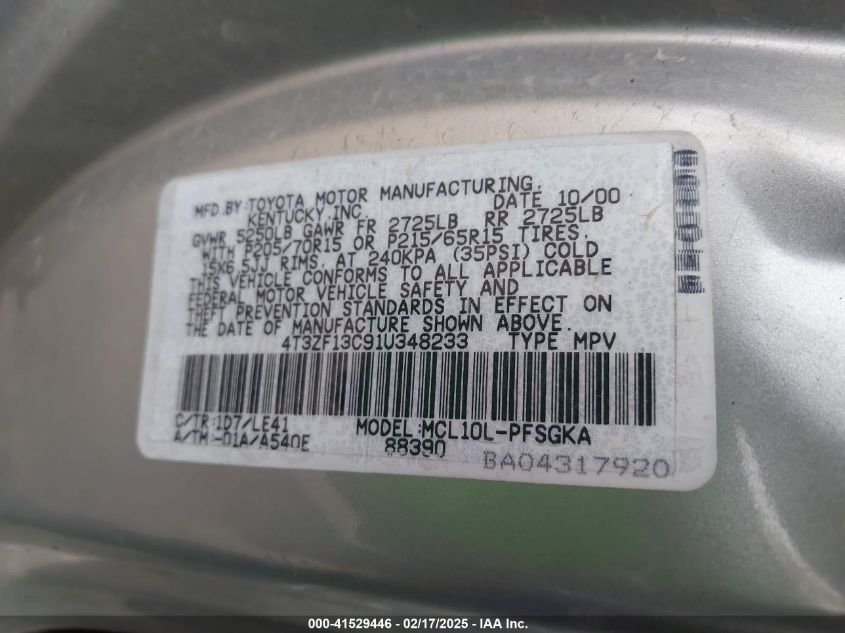 MFD.BY:TOYOTA MOTOR MANUFACTURING,
KENTUCKY,INC. DATE 10/00
GVWR 5250LB GAWR FR 2725LB RR 2725LB
WITH P205/70R15 OR P215/65R15 TIRES.
15X6.5JJ RIMS. AT 240KPA (35PSI) COLD
THIS VEHICLE CONFORMS TO ALL APPLICABLE
FEDERAL MOTOR VEHICLE SAFETY AND
THEFT PREVENTION STANDARDS IN EFFECT ON
THE DATE OF MANUFACTURE SHOWN ABOVE.
4T3ZF13C91U348233 TYPE MPV
C/TR:1D7/LE41 MODEL:MCL10L-PFSGKA
A/TM:-01A/A540E 88390
BA04317920
000-41529446 - 02/17/2025 - IAA Inc.